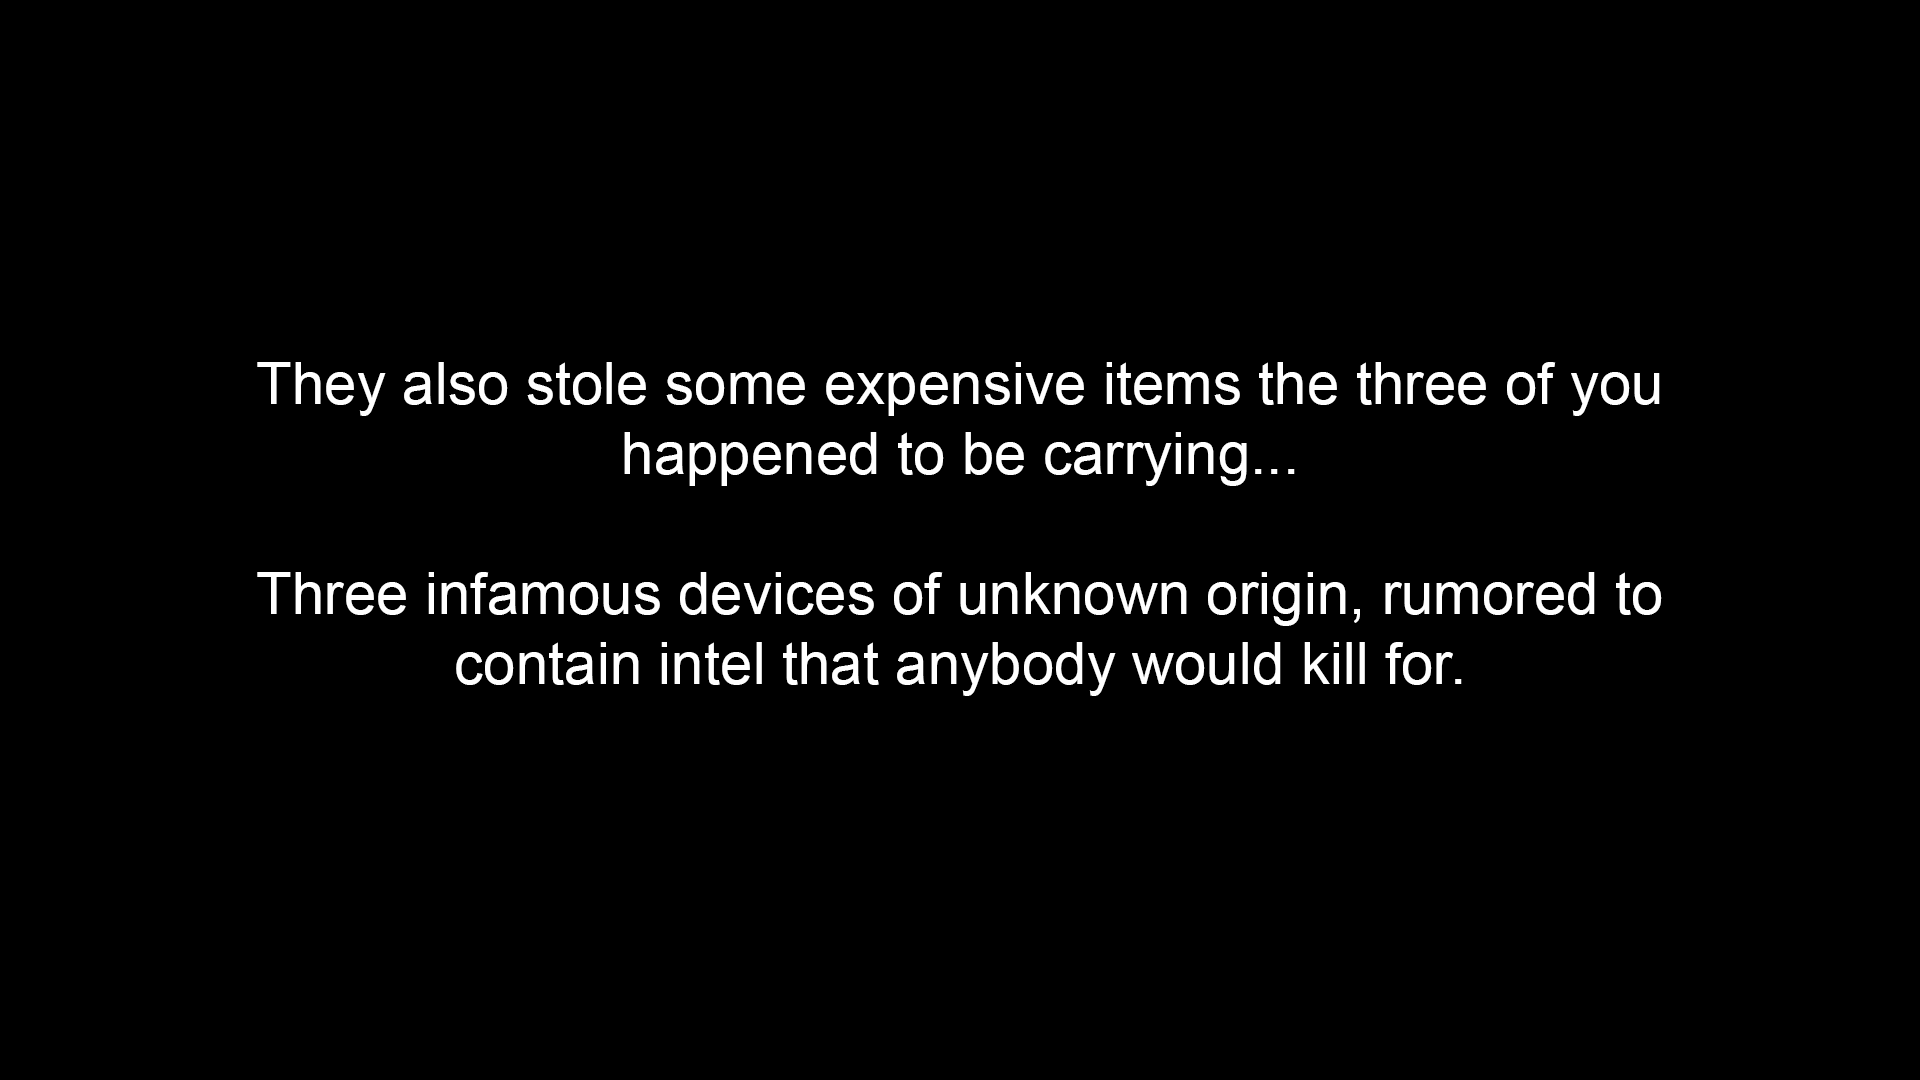 They also stole some expensive items the three of you
happened to be carrying...
Three infamous devices of unknown origin, rumored to
contain intel that anybody would kill for.